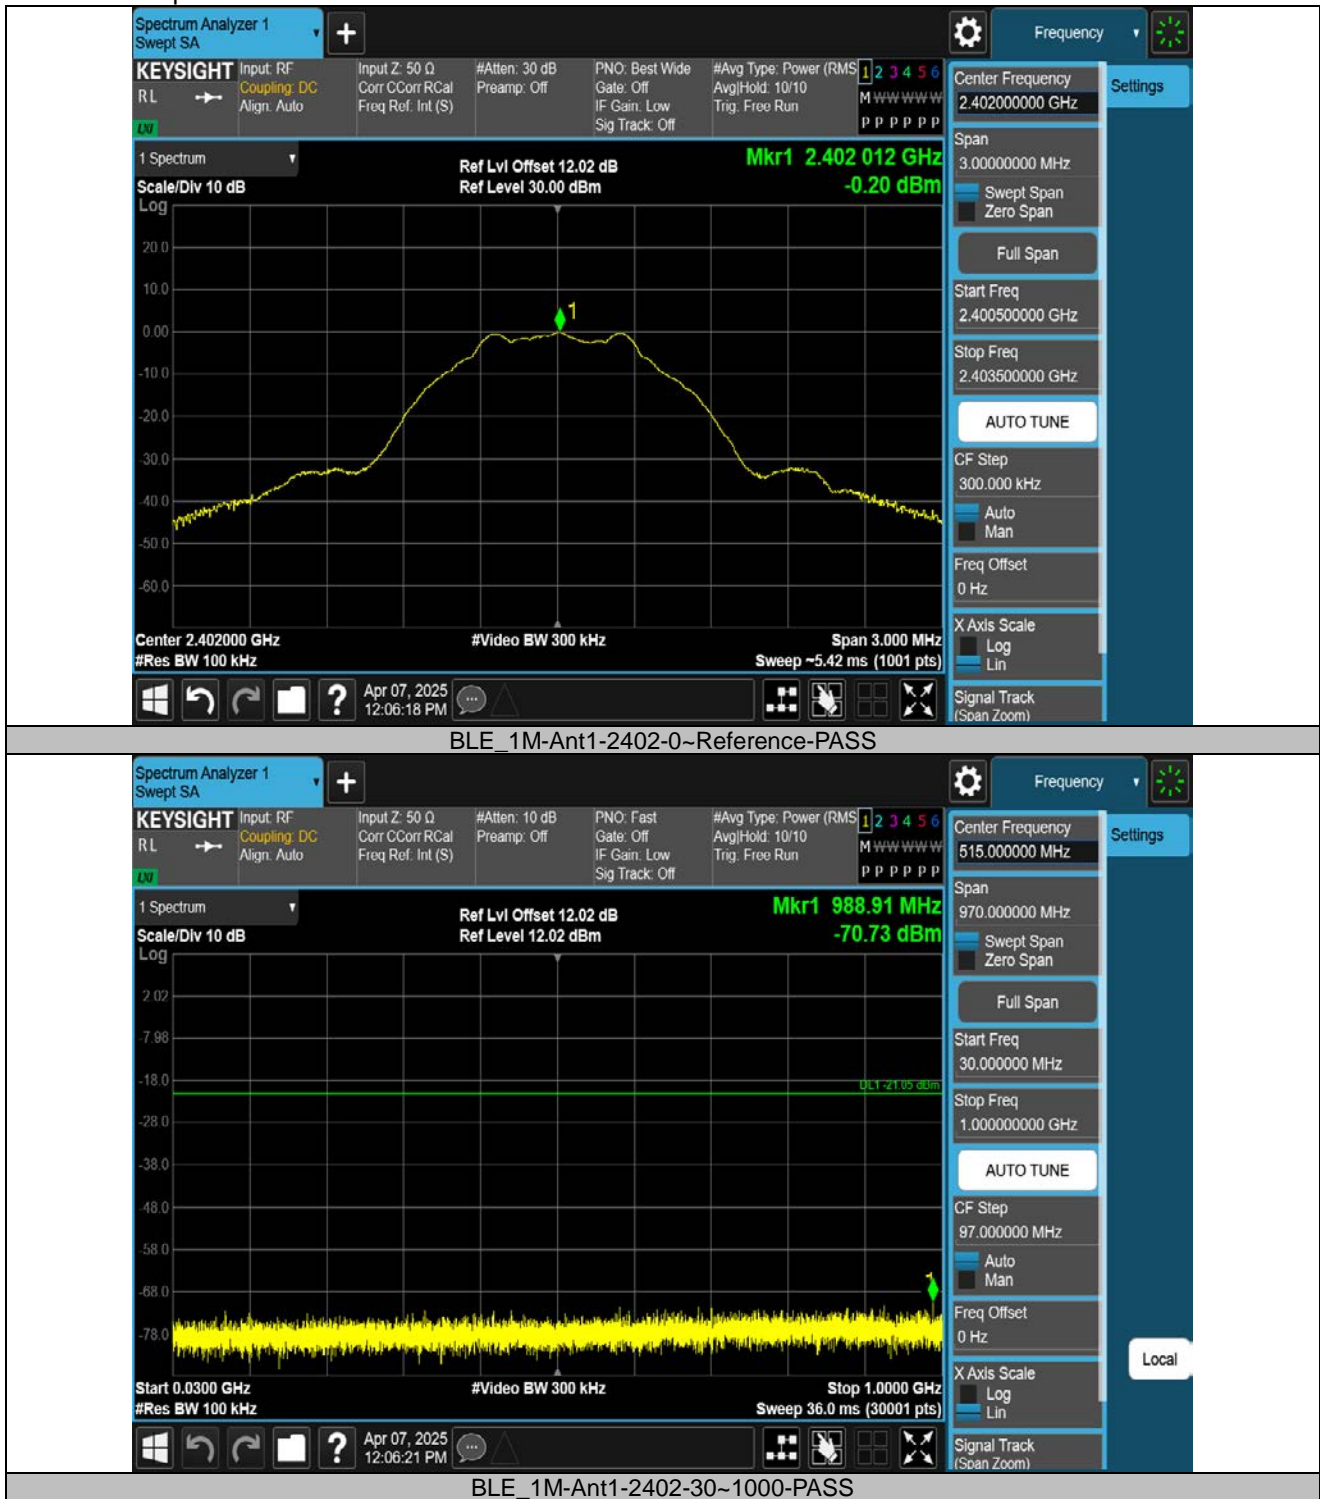 Spectrum Analyzer 1
Swept SA
+
Frequency
KEYSIGHT
RL
LXI
Input: RF
Coupling: DC
Align: Auto
Input Z: 50 Ω
Corr CCorr RCal
Freq Ref: Int (S)
#Atten: 30 dB
Preamp: Off
PNO: Best Wide
Gate: Off
IF Gain: Low
Sig Track: Off
#Avg Type: Power (RMS
Avg|Hold: 10/10
Trig: Free Run
1 2 3 4 5 6
M W W W W W
P P P P P P
Center Frequency
2.402000000 GHz
Settings
Span
3.00000000 MHz
Swept Span
Zero Span
Full Span
Start Freq
2.400500000 GHz
Stop Freq
2.403500000 GHz
AUTO TUNE
CF Step
300.000 kHz
Auto
Man
Freq Offset
0 Hz
X Axis Scale
Log
Lin
Signal Track
(Span Zoom)
1 Spectrum
Scale/Div 10 dB
Log
Ref Lvl Offset 12.02 dB
Ref Level 30.00 dBm
Mkr1 2.402 012 GHz
-0.20 dBm
20.0
10.0
1
0.00
-10.0
-20.0
-30.0
-40.0
-50.0
-60.0
Center 2.402000 GHz
#Video BW 300 kHz
Span 3.000 MHz
#Res BW 100 kHz
Sweep ~5.42 ms (1001 pts)
?
Apr 07, 2025
12:06:18 PM
BLE_1M-Ant1-2402-0~Reference-PASS
Spectrum Analyzer 1
Swept SA
+
Frequency
KEYSIGHT
RL
LXI
Input: RF
Coupling: DC
Align: Auto
Input Z: 50 Ω
Corr CCorr RCal
Freq Ref: Int (S)
#Atten: 10 dB
Preamp: Off
PNO: Fast
Gate: Off
IF Gain: Low
Sig Track: Off
#Avg Type: Power (RMS
Avg|Hold: 10/10
Trig: Free Run
1 2 3 4 5 6
M W W W W W
P P P P P P
Center Frequency
515.000000 MHz
Settings
Span
970.000000 MHz
Swept Span
Zero Span
Full Span
Start Freq
30.000000 MHz
Stop Freq
1.000000000 GHz
AUTO TUNE
CF Step
97.000000 MHz
Auto
Man
Freq Offset
0 Hz
Local
X Axis Scale
Log
Lin
Signal Track
(Span Zoom)
1 Spectrum
Scale/Div 10 dB
Log
Ref Lvl Offset 12.02 dB
Ref Level 12.02 dBm
Mkr1 988.91 MHz
-70.73 dBm
2.02
-7.98
-18.0
DL1 -21.05 dBm
-28.0
-38.0
-48.0
-58.0
-68.0
1
-78.0
Start 0.0300 GHz
#Video BW 300 kHz
Stop 1.0000 GHz
#Res BW 100 kHz
Sweep 36.0 ms (30001 pts)
?
Apr 07, 2025
12:06:21 PM
BLE_1M-Ant1-2402-30~1000-PASS